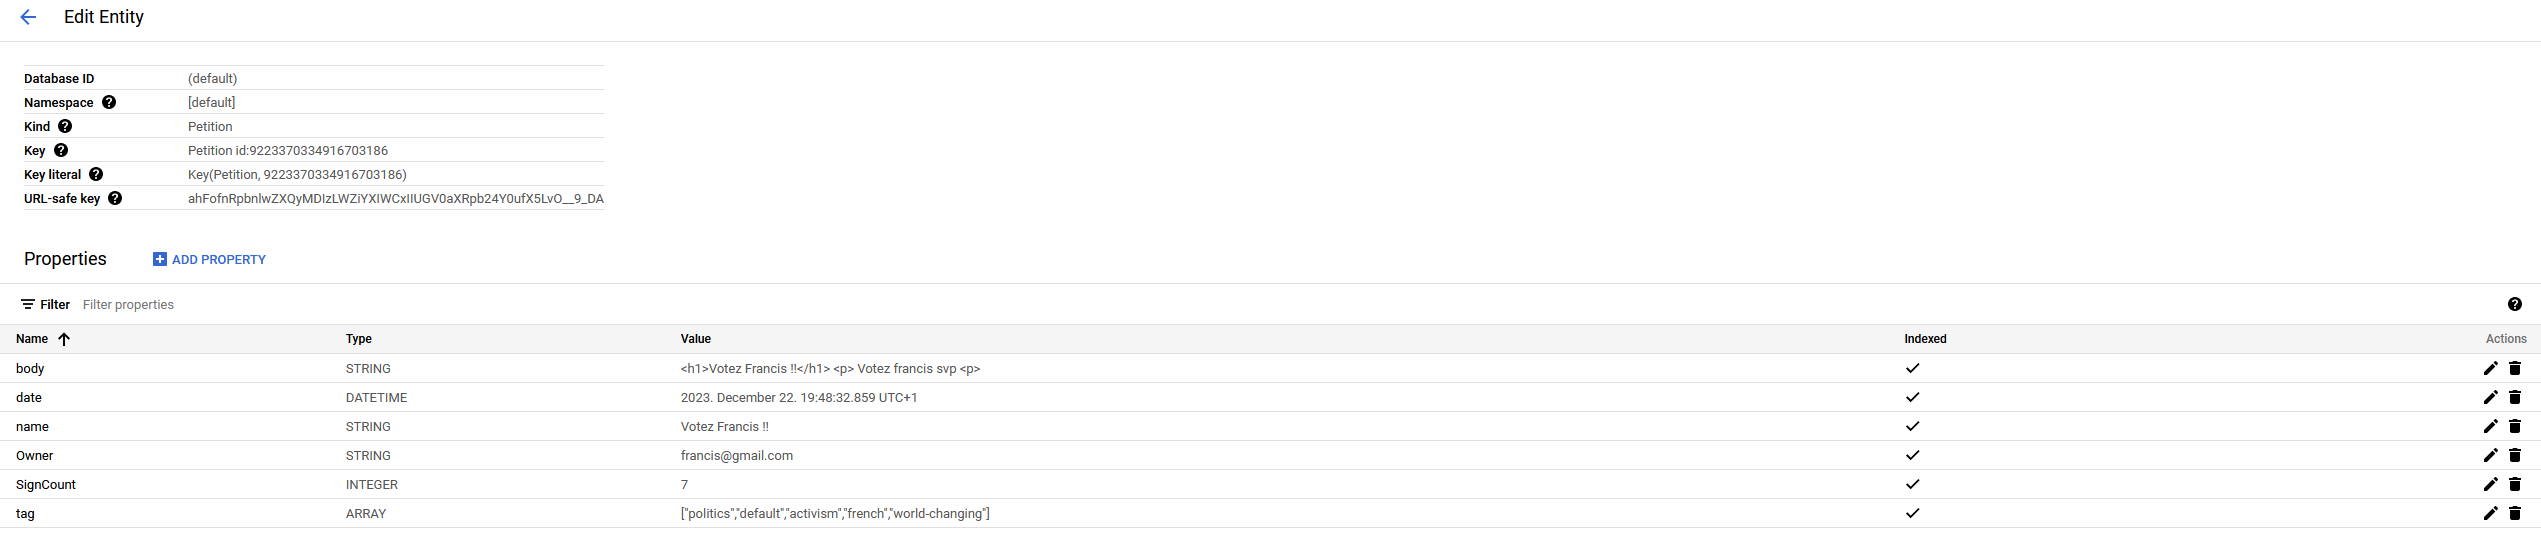 Edit Entity
Database ID (default)
Namespace [default]
Kind Petition
Key Petition id:9223370334916703186
Key literal Key(Petition, 9223370334916703186)
URL-safe key ahFofnRpbnlwZXQyMDIzLWZiYXIWCxIIUGV0aXRpb24Y0ufX5LvO__9_DA
Properties ADD PROPERTY
Filter Filter properties
Name Type Value Indexed Actions
body STRING <h1>Votez Francis !!</h1> <p> Votez francis svp <p>
date DATETIME 2023. December 22. 19:48:32.859 UTC+1
name STRING Votez Francis !!
Owner STRING francis@gmail.com
SignCount INTEGER 7
tag ARRAY ["politics","default","activism","french","world-changing"]